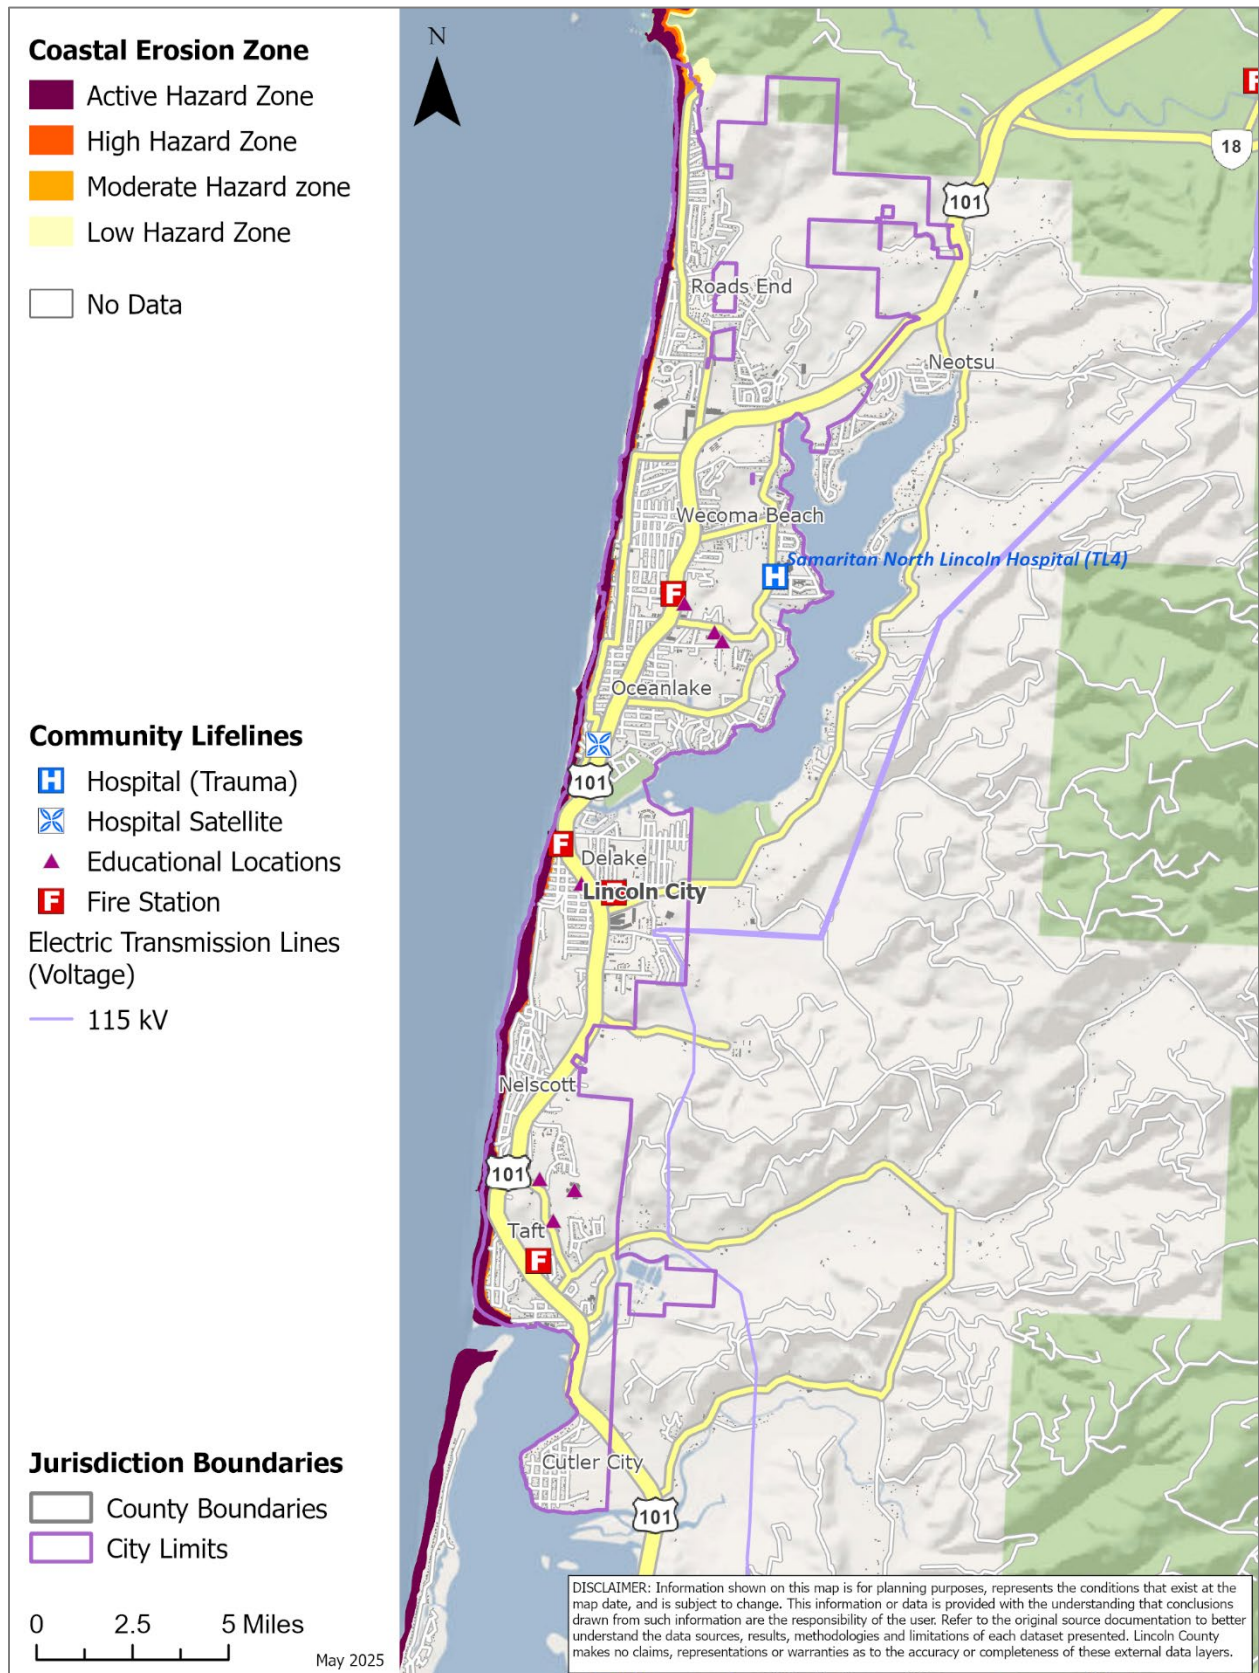 Coastal Erosion Zone
Active Hazard Zone
High Hazard Zone
Moderate Hazard zone
Low Hazard Zone
No Data
Community Lifelines
H Hospital (Trauma)
Hospital Satellite
Educational Locations
F Fire Station
Electric Transmission Lines
(Voltage)
115 kV
Jurisdiction Boundaries
County Boundaries
City Limits
0 2.5 5 Miles
May 2025
N
F
18
101
Roads End
Neotsu
Wecoma Beach
Samaritan North Lincoln Hospital (TL4)
H
F
Oceanlake
101
F
Delake
Lincoln City
Nelscott
101
Taft
F
Cutler City
101
DISCLAIMER: Information shown on this map is for planning purposes, represents the conditions that exist at the
map date, and is subject to change. This information or data is provided with the understanding that conclusions
drawn from such information are the responsibility of the user. Refer to the original source documentation to better
understand the data sources, results, methodologies and limitations of each dataset presented. Lincoln County
makes no claims, representations or warranties as to the accuracy or completeness of these external data layers.